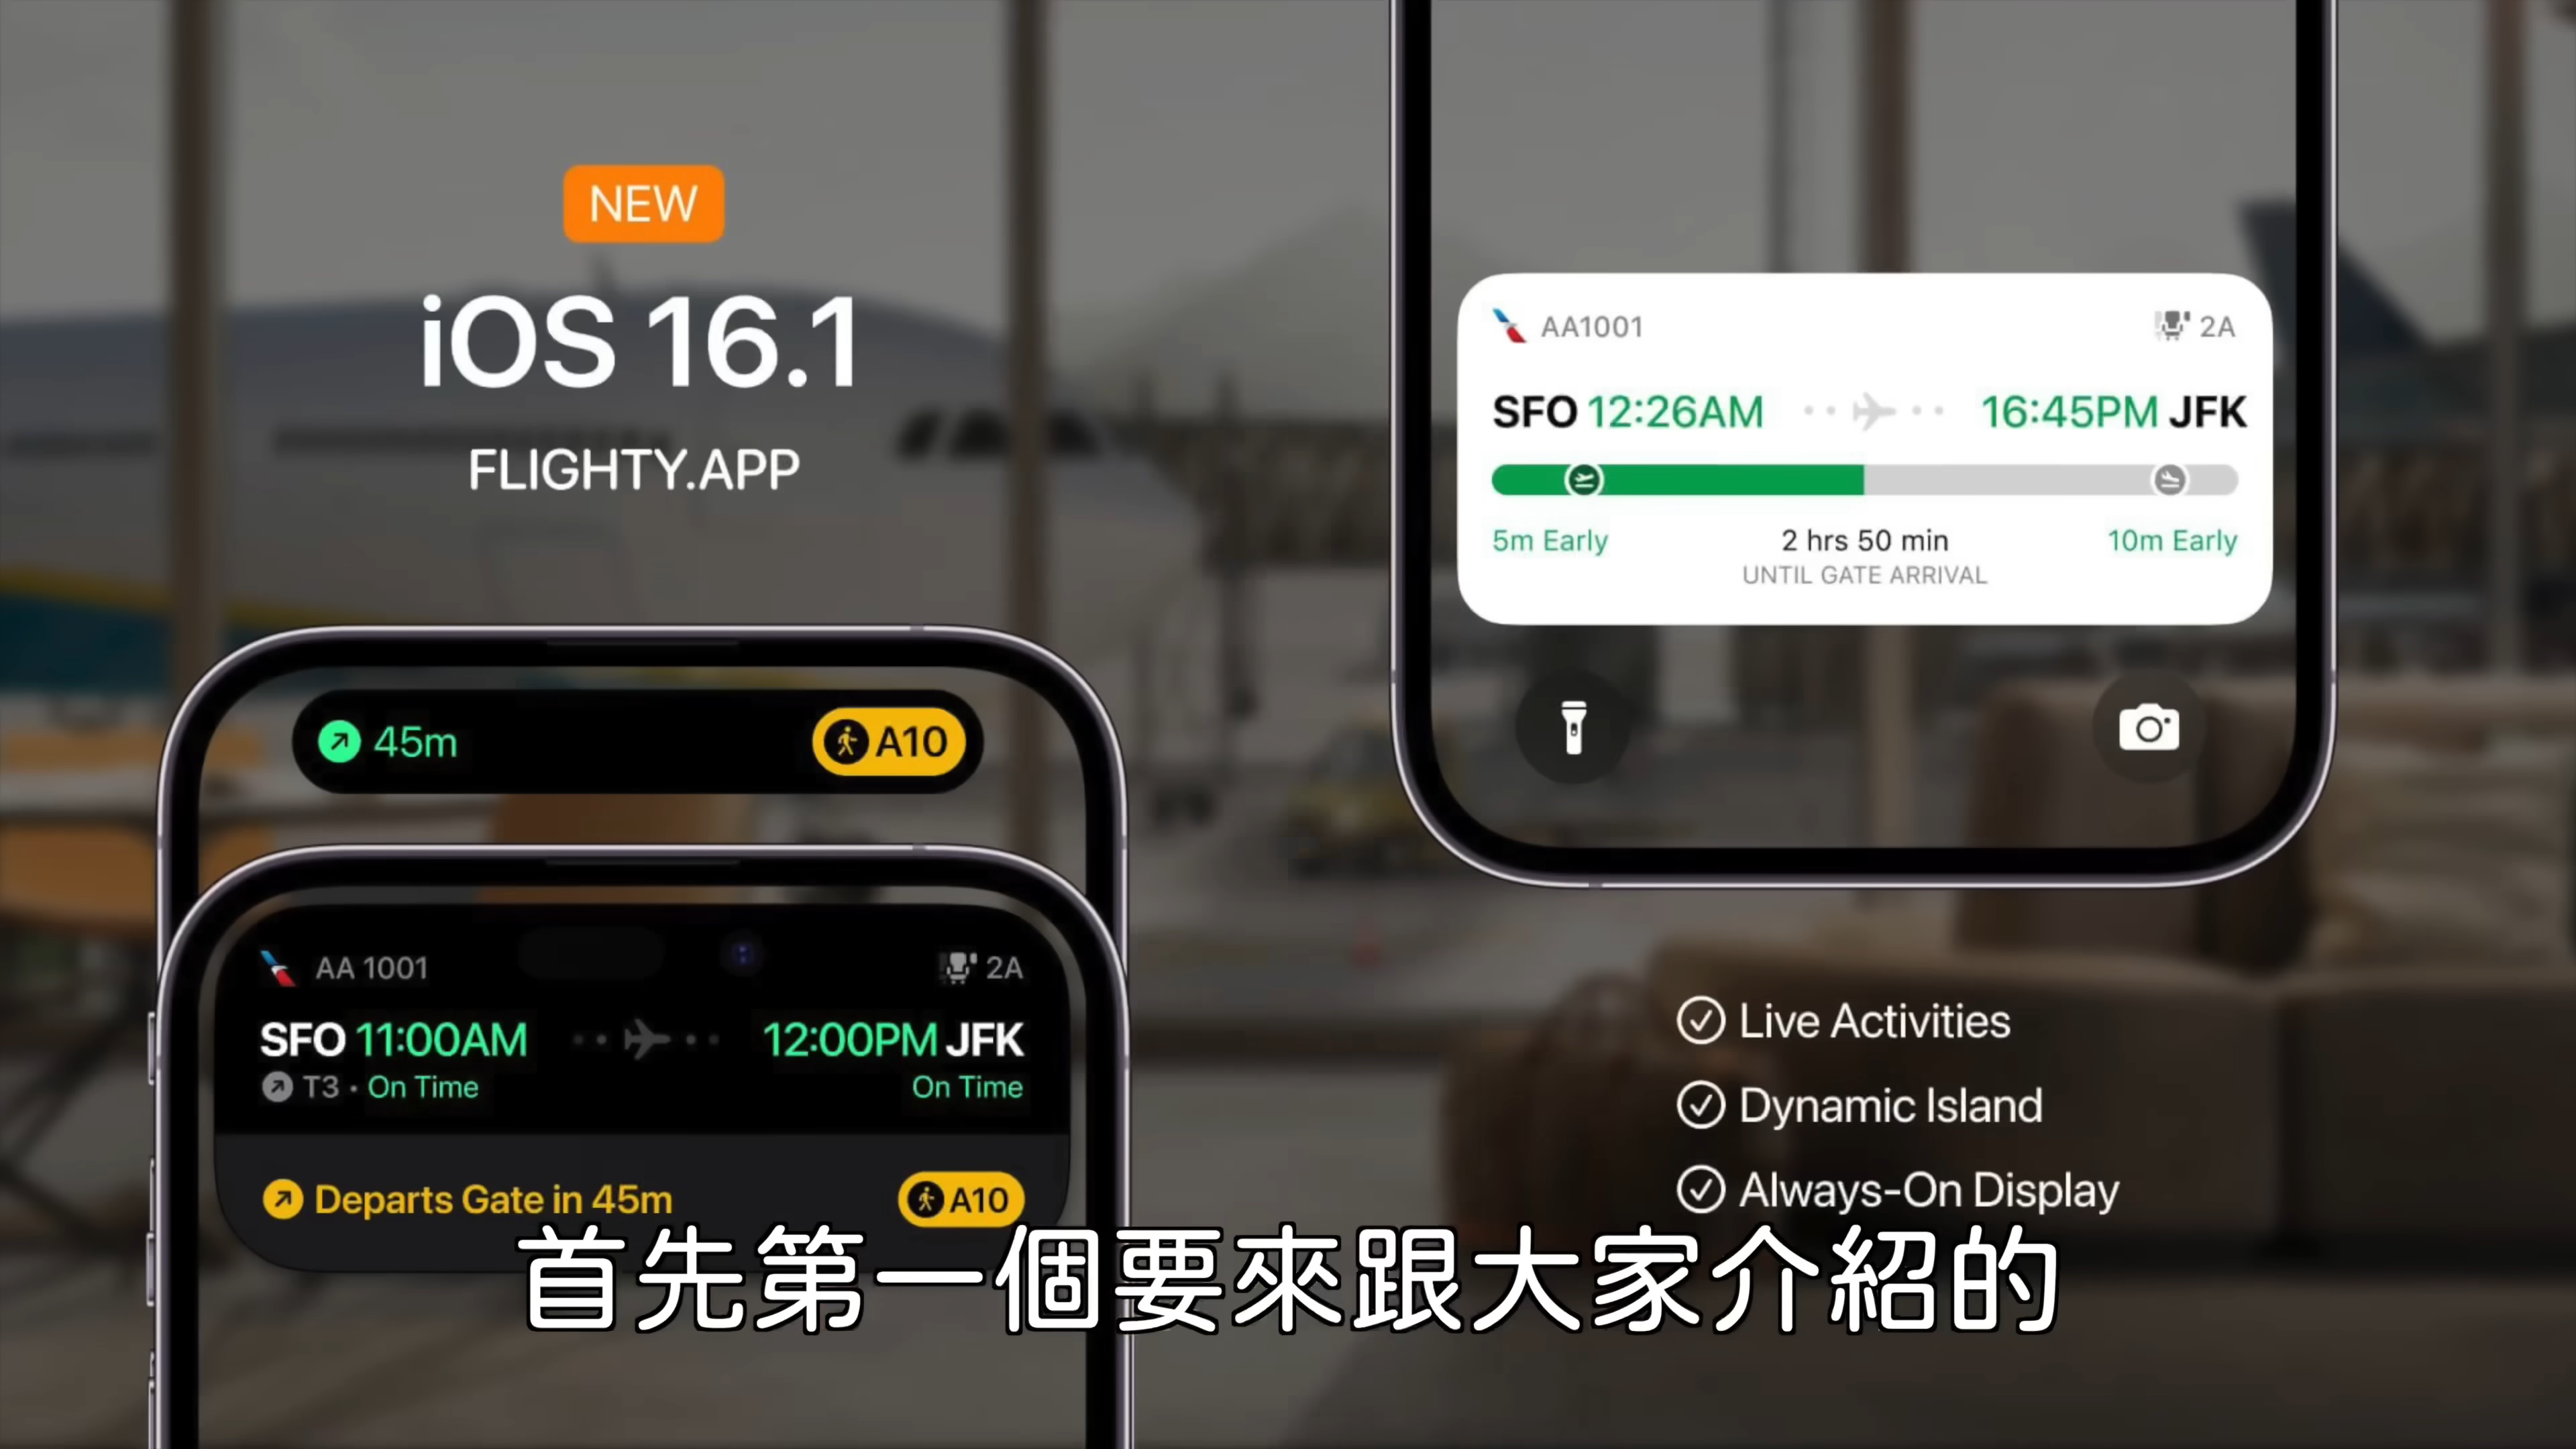 NEW
iOS 16.1
FLIGHTY.APP
45m
A10
AA 1001
2A
SFO 11:00AM
12:00PM JFK
T3 • On Time
On Time
Departs Gate in 45m
A10
AA1001
2A
SFO 12:26AM
16:45PM JFK
5m Early
2 hrs 50 min
10m Early
UNTIL GATE ARRIVAL
Live Activities
Dynamic Island
Always-On Display
首先第一個要來跟大家介紹的